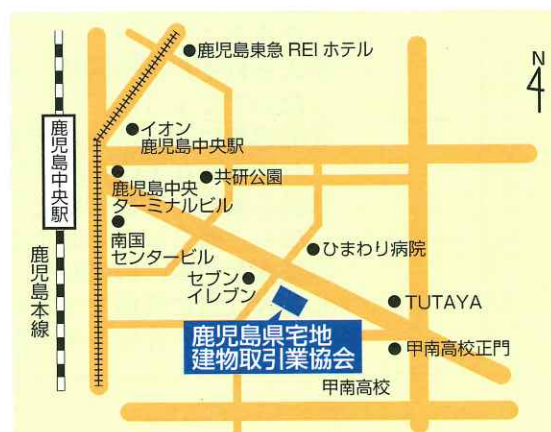 鹿児島東急 REI ホテル
N
イオン
鹿児島中央駅
鹿児島中央駅
鹿児島中央
ターミナルビル
共研公園
南国
センタービル
鹿児島本線
ひまわり病院
セブン
イレブン
TUTAYA
鹿児島県宅地
建物取引業協会
甲南高校正門
甲南高校